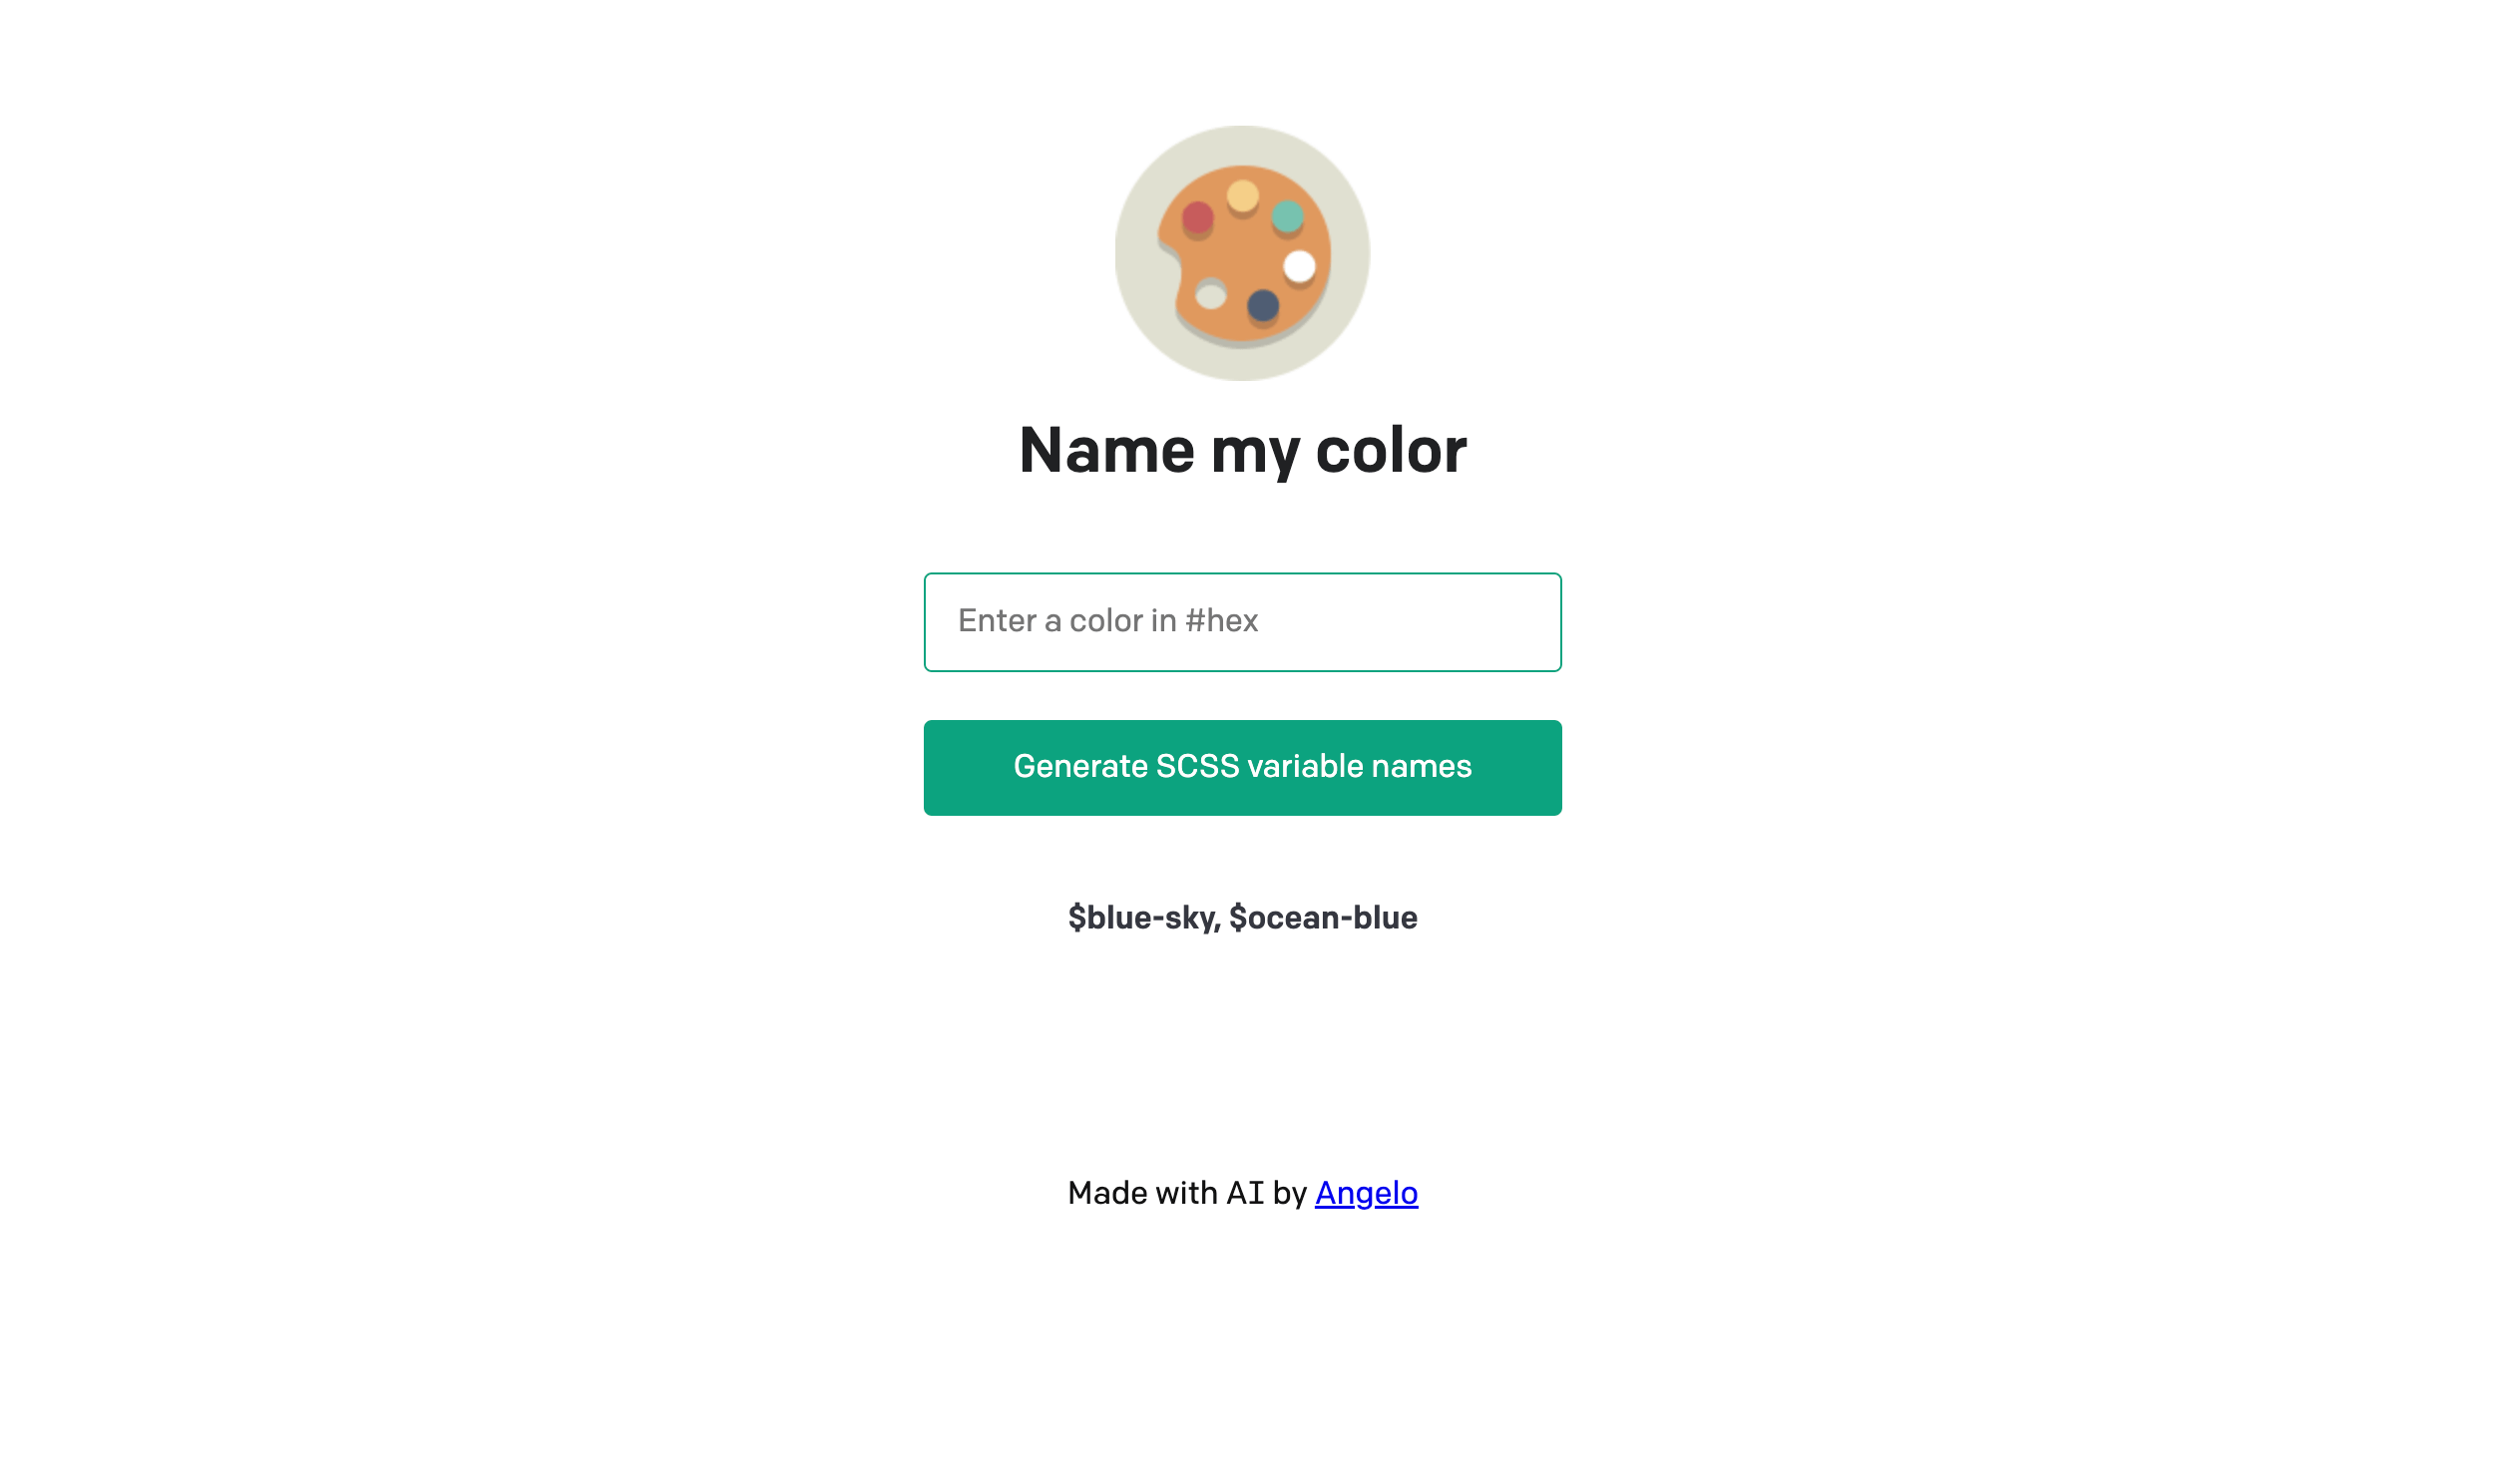 Name my color
Enter a color in #hex
Generate SCSS variable names
$blue-sky, $ocean-blue
Made with AI by Angelo